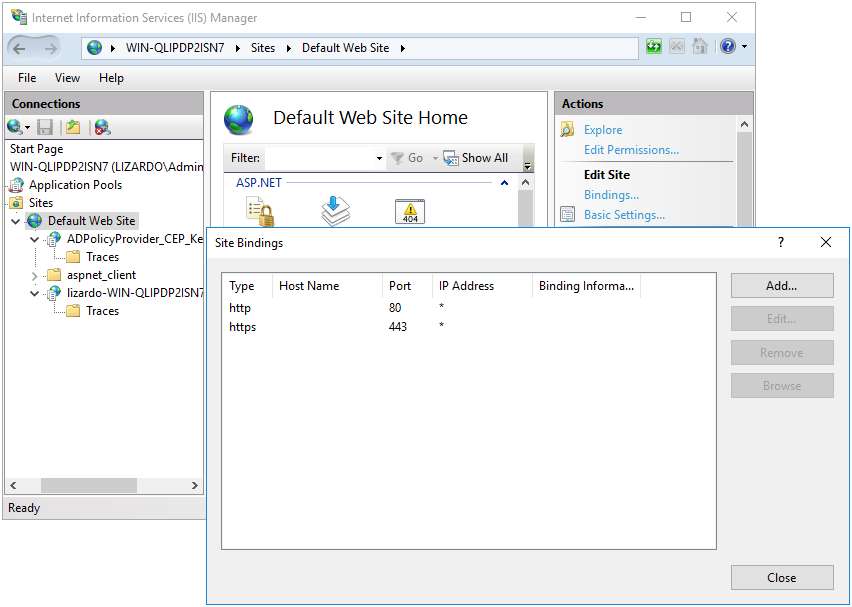 Internet Information Services (IIS) Manager
WIN-QLIPDP2ISN7 Sites Default Web Site
File View Help
Connections
Start Page
WIN-QLIPDP2ISN7 (LIZARDO\Admin
Application Pools
Sites
Default Web Site
ADPolicyProvider_CEP_Ke
Traces
aspnet_client
lizardo-WIN-QLIPDP2ISN7
Traces
Ready
Default Web Site Home
Filter: Go Show All
ASP.NET
404
Actions
Explore
Edit Permissions...
Edit Site
Bindings...
Basic Settings...
Site Bindings
?
Type Host Name Port IP Address Binding Informa...
http 80 *
https 443 *
Add...
Edit...
Remove
Browse
Close